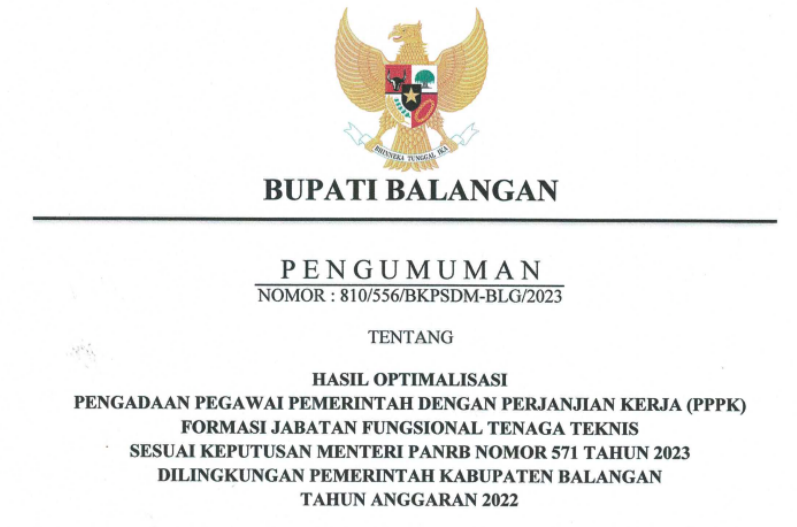 BHINNEKA TUNGGAL IKA
BUPATI BALANGAN
PENGUMUMAN
NOMOR : 810/556/BKPSDM-BLG/2023
TENTANG
HASIL OPTIMALISASI
PENGADAAN PEGAWAI PEMERINTAH DENGAN PERJANJIAN KERJA (PPPK)
FORMASI JABATAN FUNGSIONAL TENAGA TEKNIS
SESUAI KEPUTUSAN MENTERI PANRB NOMOR 571 TAHUN 2023
DILINGKUNGAN PEMERINTAH KABUPATEN BALANGAN
TAHUN ANGGARAN 2022